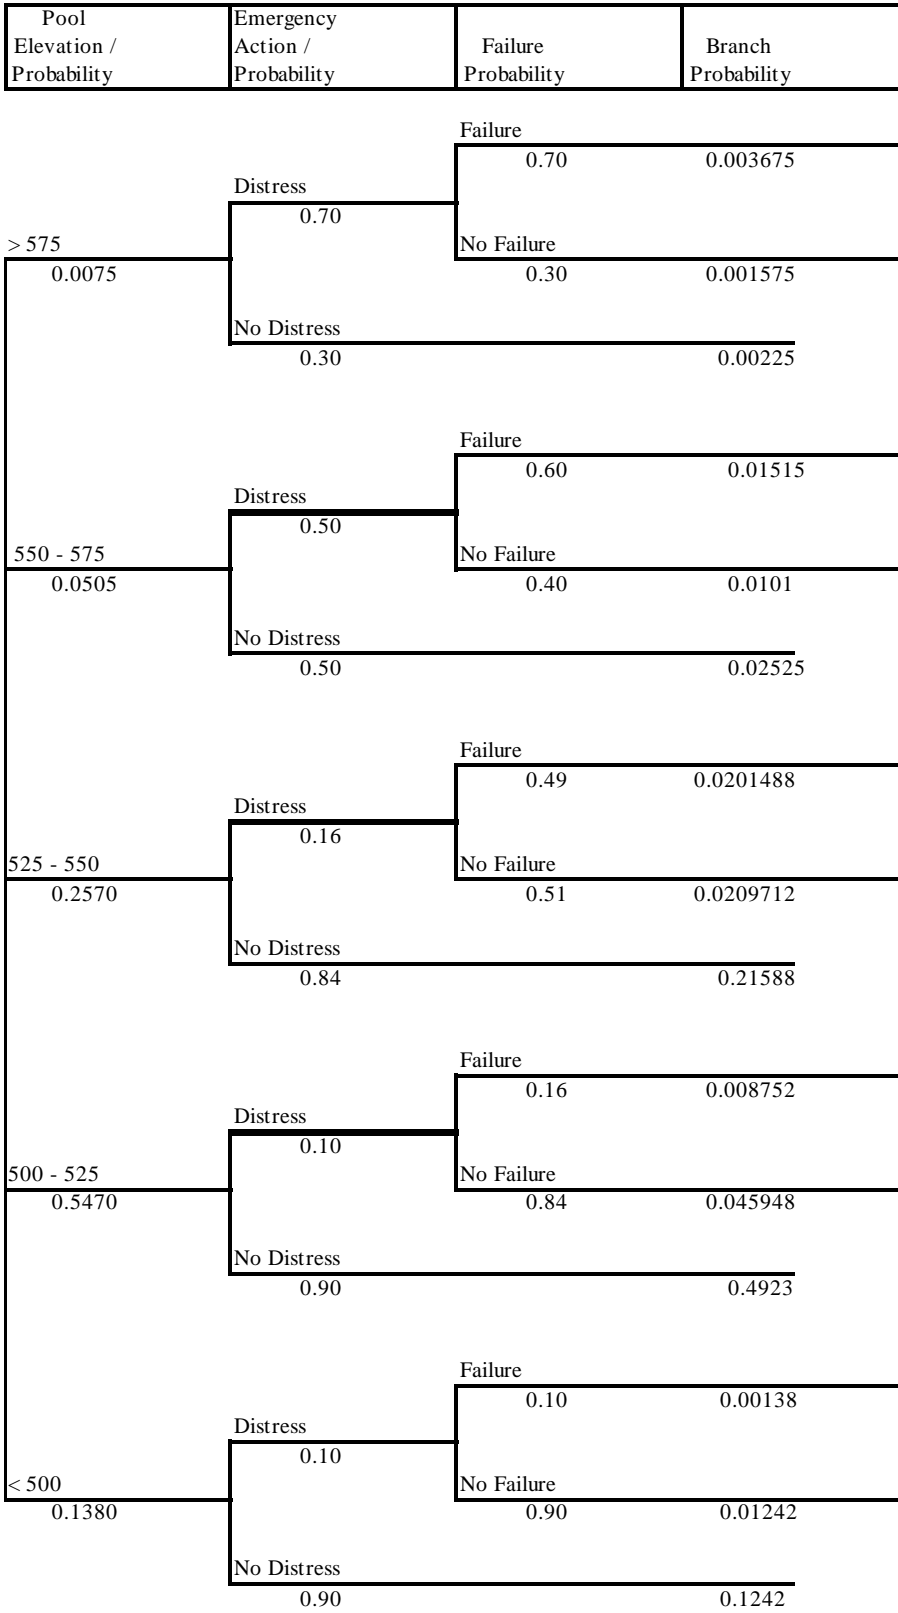 Pool Elevation / Probability
Emergency Action / Probability
Failure Probability
Branch Probability
Failure
0.70 0.003675
Distress
0.70
> 575 No Failure
0.0075 0.30 0.001575
No Distress
0.30 0.00225
Failure
0.60 0.01515
Distress
0.50
550 - 575 No Failure
0.0505 0.40 0.0101
No Distress
0.50 0.02525
Failure
0.49 0.0201488
Distress
0.16
525 - 550 No Failure
0.2570 0.51 0.0209712
No Distress
0.84 0.21588
Failure
0.16 0.008752
Distress
0.10
500 - 525 No Failure
0.5470 0.84 0.045948
No Distress
0.90 0.4923
Failure
0.10 0.00138
Distress
0.10
< 500 No Failure
0.1380 0.90 0.01242
No Distress
0.90 0.1242